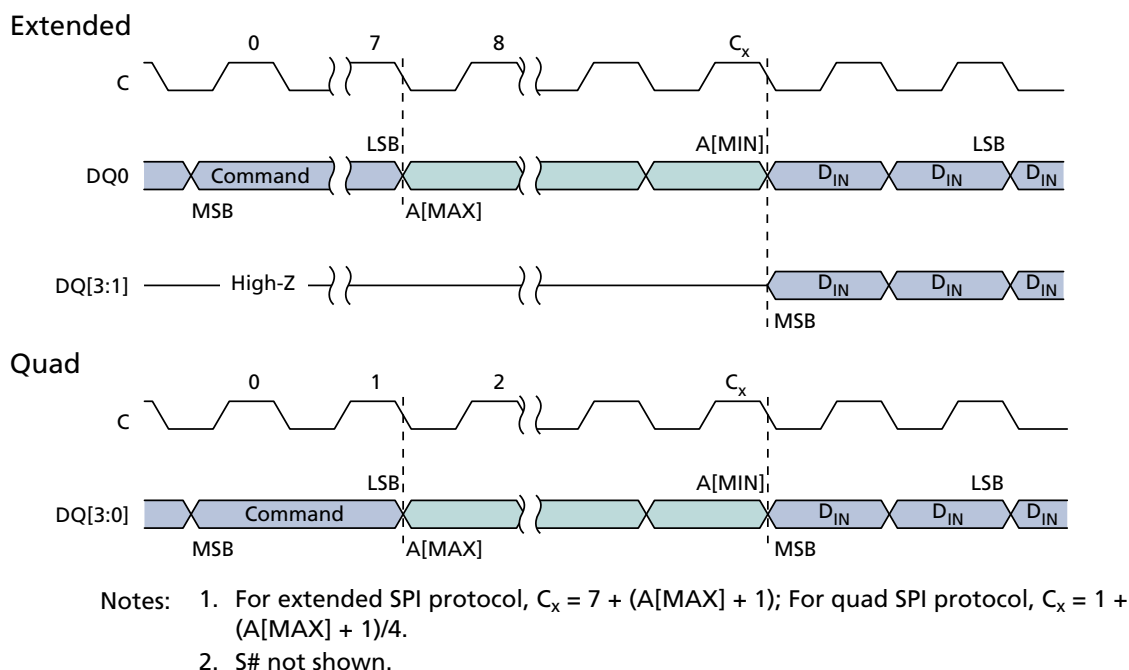 Extended
0 7 8 Cx
C
LSB A[MIN] LSB
DQ0 Command DIN DIN DIN
MSB A[MAX]
DQ[3:1] High-Z DIN DIN DIN
MSB
Quad
0 1 2 Cx
C
LSB A[MIN] LSB
DQ[3:0] Command DIN DIN DIN
MSB A[MAX] MSB
Notes: 1. For extended SPI protocol, Cx = 7 + (A[MAX] + 1); For quad SPI protocol, Cx = 1 +
(A[MAX] + 1)/4.
2. S# not shown.